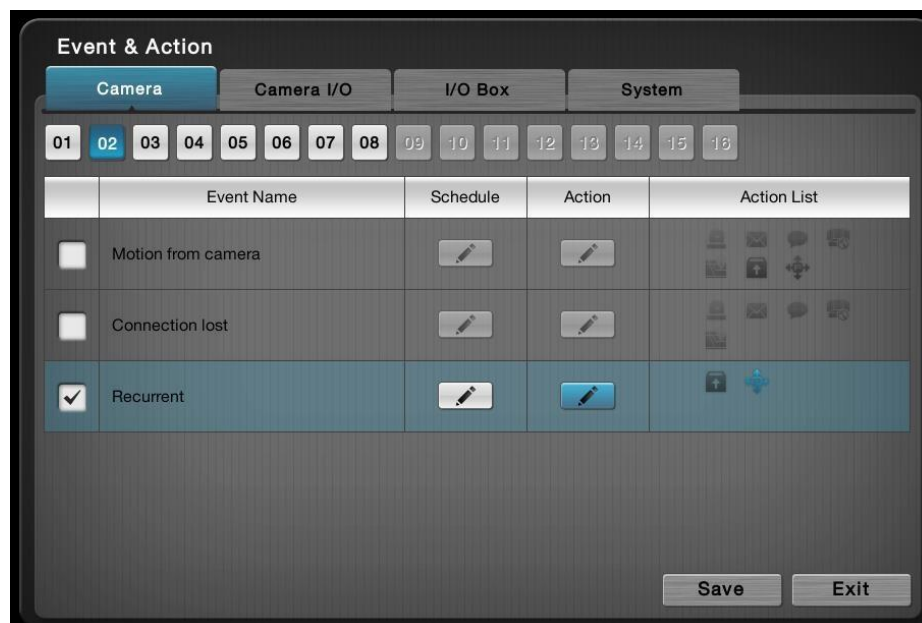 Event & Action
Camera Camera I/O I/O Box System
01 02 03 04 05 06 07 08 09 10 11 12 13 14 15 16
Event Name Schedule Action Action List
Motion from camera
Connection lost
Recurrent
Save Exit